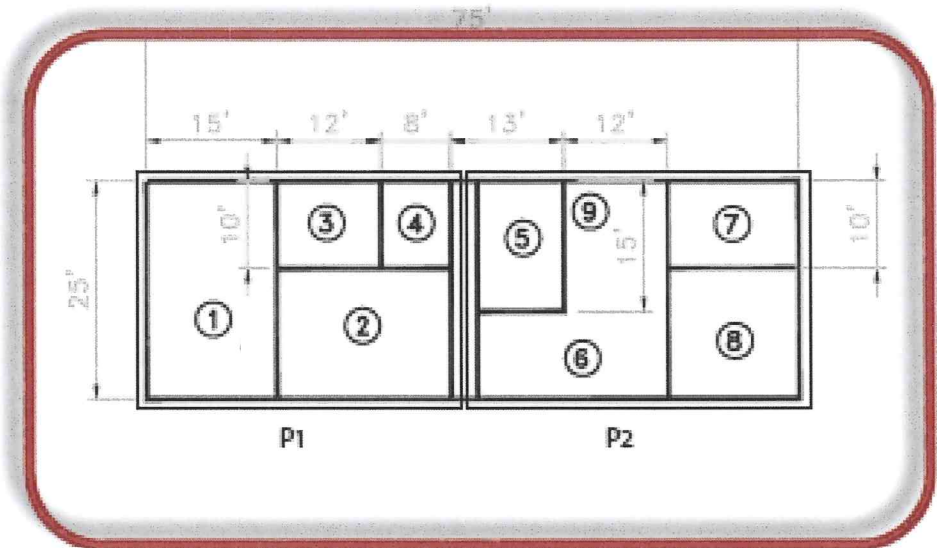 75'
15' 12' 8' 13' 12'
25' 10' ③ ④ ⑤ ⑨ 15' ⑦ 10'
① ② ⑥ ⑧
P1 P2